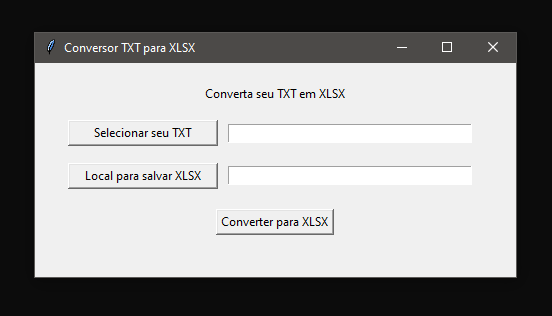 Conversor TXT para XLSX
Converta seu TXT em XLSX
Selecionar seu TXT
Local para salvar XLSX
Converter para XLSX